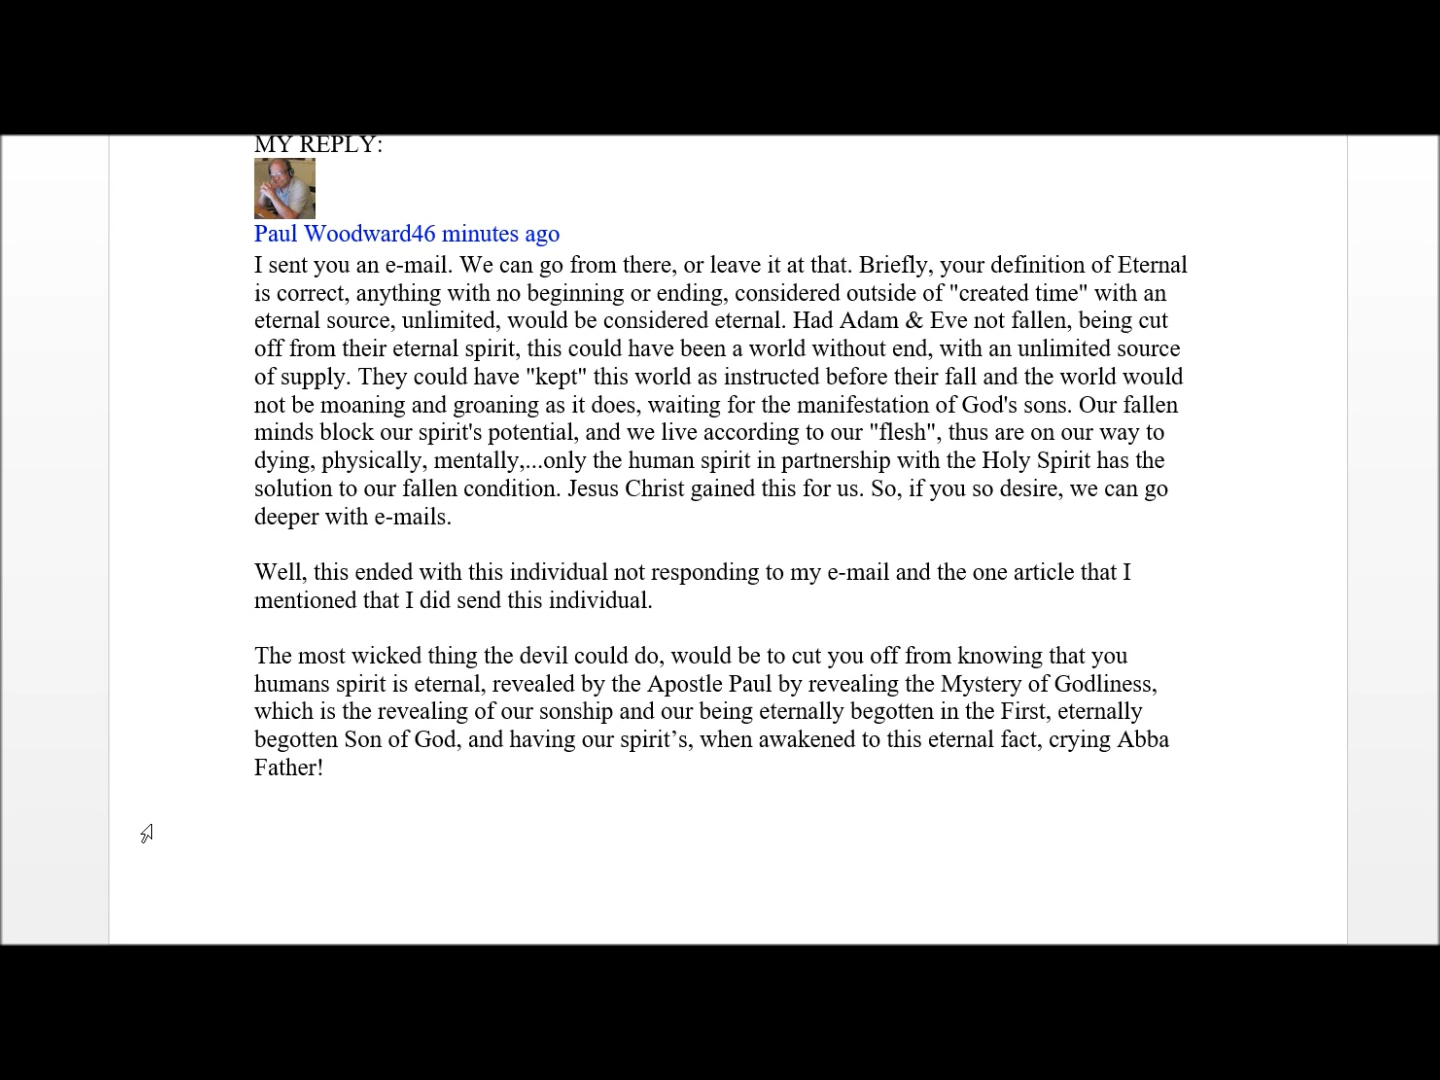 MY REPLY:
Paul Woodward46 minutes ago
I sent you an e-mail. We can go from there, or leave it at that. Briefly, your definition of Eternal
is correct, anything with no beginning or ending, considered outside of "created time" with an
eternal source, unlimited, would be considered eternal. Had Adam & Eve not fallen, being cut
off from their eternal spirit, this could have been a world without end, with an unlimited source
of supply. They could have "kept" this world as instructed before their fall and the world would
not be moaning and groaning as it does, waiting for the manifestation of God's sons. Our fallen
minds block our spirit's potential, and we live according to our "flesh", thus are on our way to
dying, physically, mentally,...only the human spirit in partnership with the Holy Spirit has the
solution to our fallen condition. Jesus Christ gained this for us. So, if you so desire, we can go
deeper with e-mails.
Well, this ended with this individual not responding to my e-mail and the one article that I
mentioned that I did send this individual.
The most wicked thing the devil could do, would be to cut you off from knowing that you
humans spirit is eternal, revealed by the Apostle Paul by revealing the Mystery of Godliness,
which is the revealing of our sonship and our being eternally begotten in the First, eternally
begotten Son of God, and having our spirit’s, when awakened to this eternal fact, crying Abba
Father!